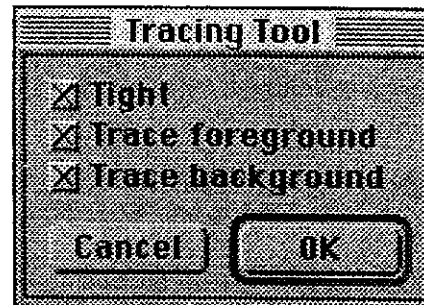 Tracing Tool
Tight
Trace foreground
Trace background
Cancel OK